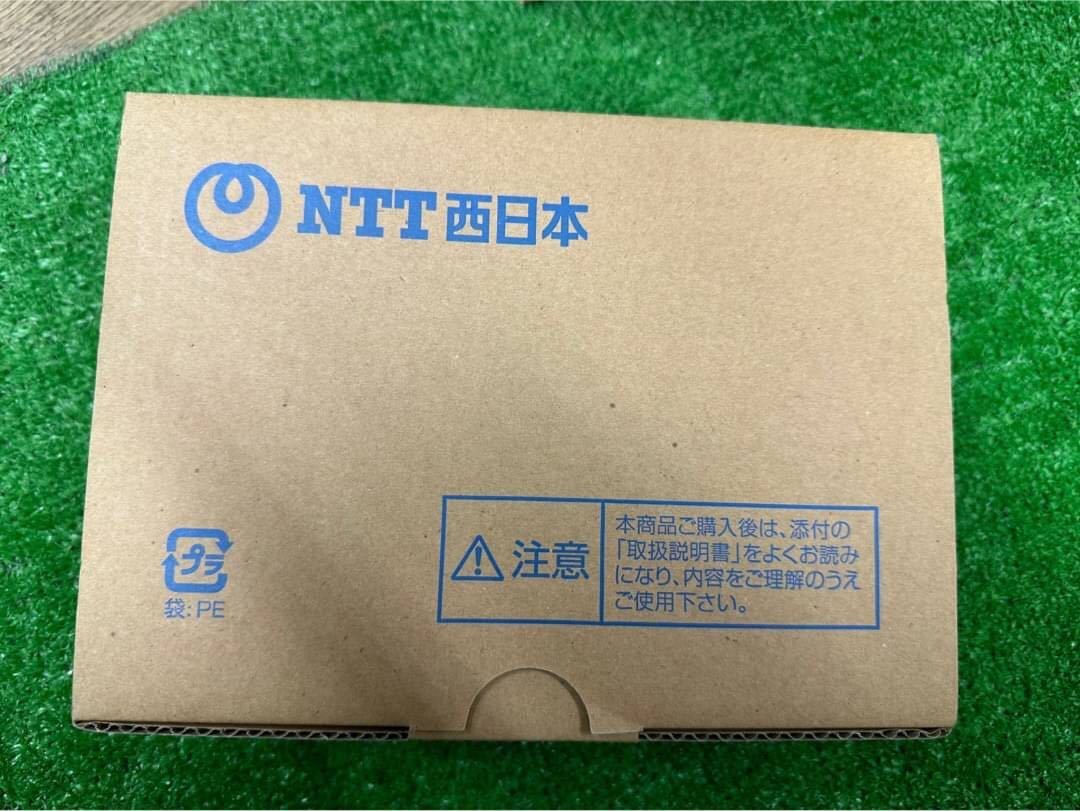 NTT西日本
注意
本商品ご購入後は、添付の
「取扱説明書」をよくお読み
になり、内容をご理解のうえ
ご使用下さい。
プラ
袋:PE